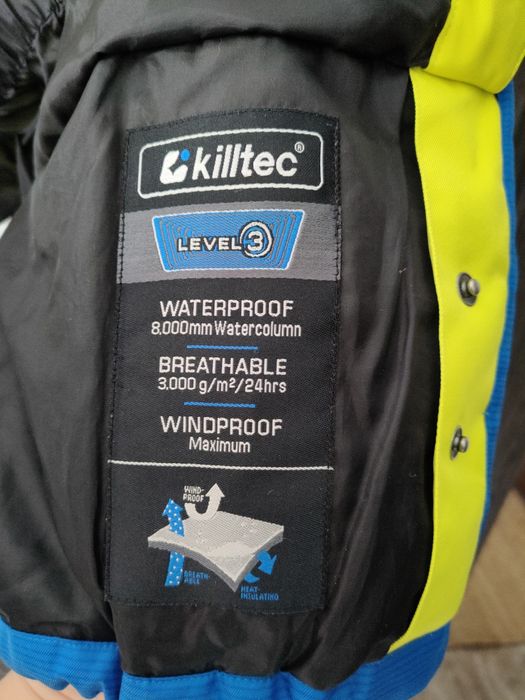 killtec®
LEVEL 3
WATERPROOF
8.000mm Watercolumn
BREATHABLE
3.000 g/m²/24hrs
WINDPROOF
Maximum
WIND-
PROOF
BREATH-
ABLE
HEAT-
INSULATING